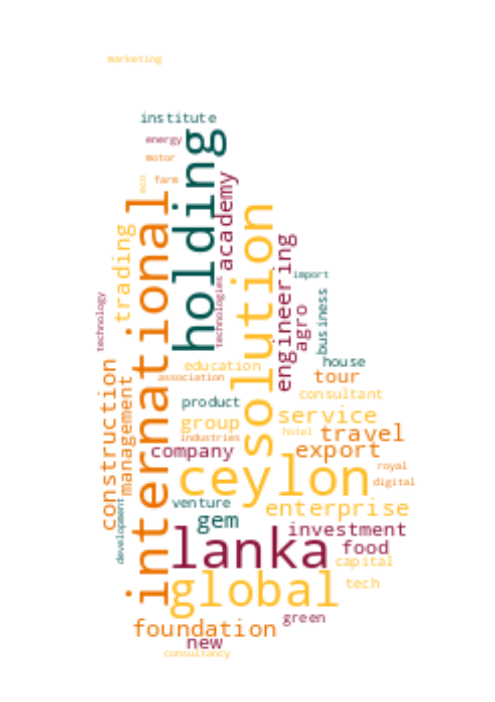 marketing
institute
energy
motor
farm
eco
holding
international
academy
solution
trading
engineering
import
technologies
technology
business
agro
house
education
association
tour
construction
management
consultant
product
service
group
industries
hotel
travel
company
export
royal
ceylon
digital
venture
enterprise
gem
development
investment
lanka
food
capital
global
tech
green
foundation
new
consultancy